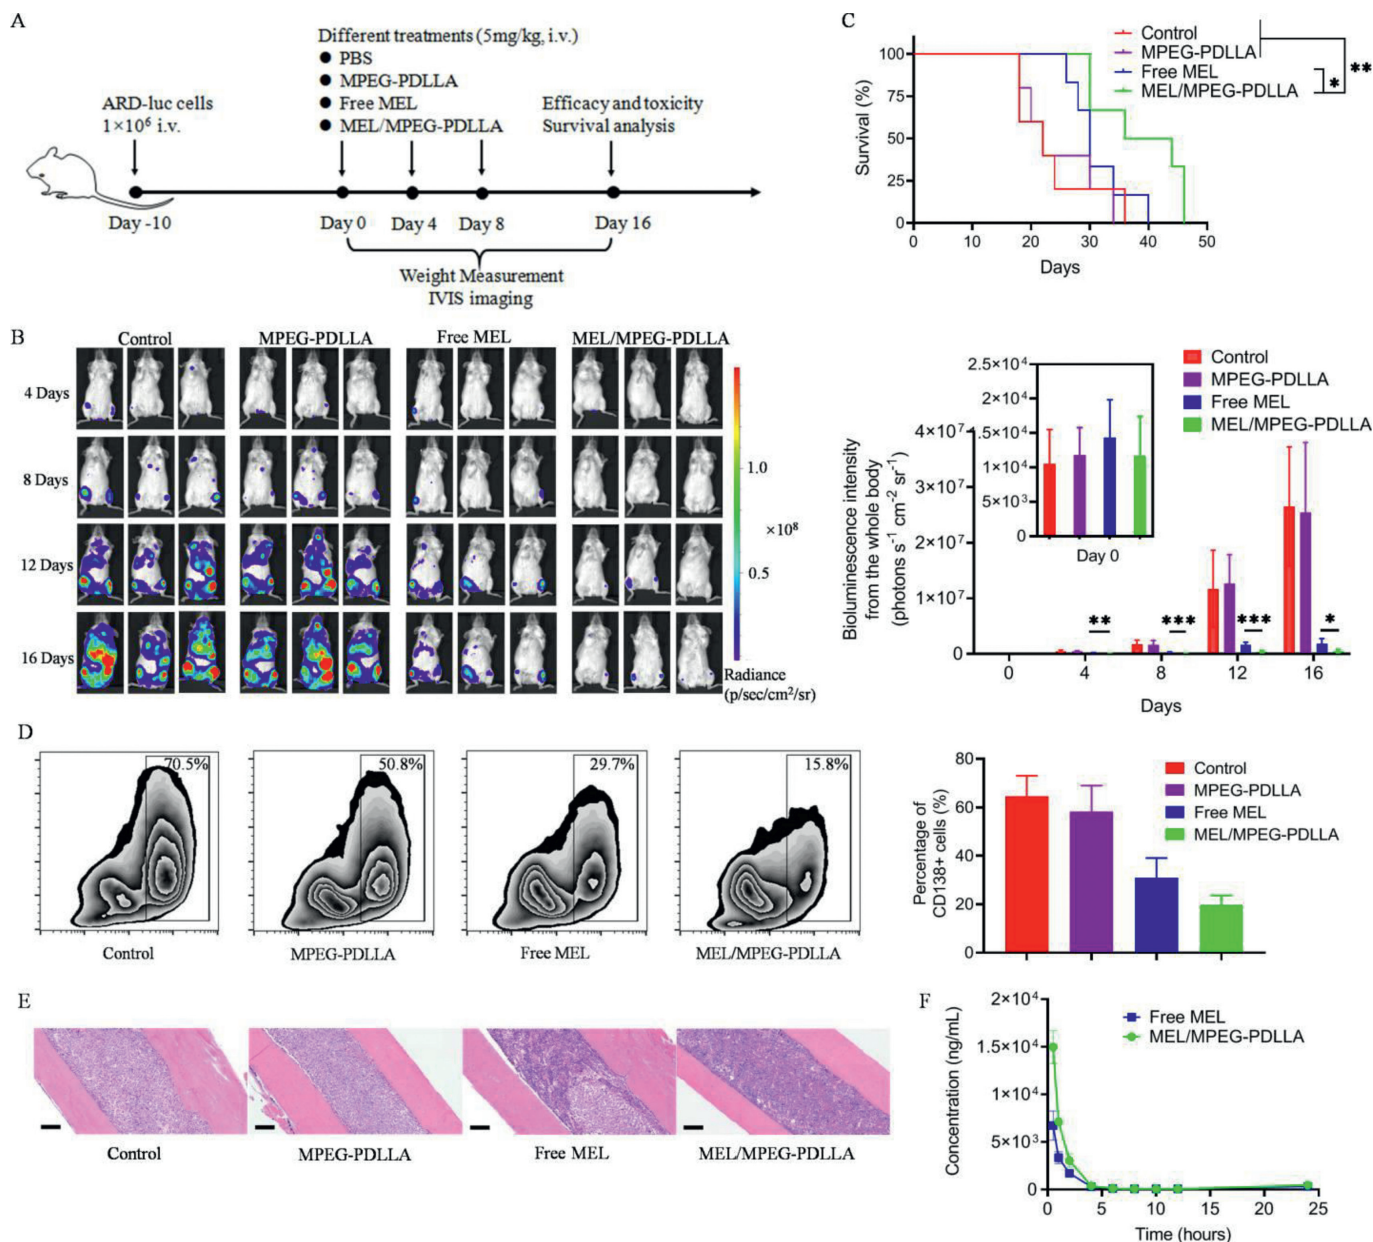 A
Different treatments (5mg/kg, i.v.)
PBS
MPEG-PDLLA
Free MEL
MEL/MPEG-PDLLA
ARD-luc cells
1×10⁶ i.v.
Efficacy and toxicity
Survival analysis
Day -10
Day 0
Day 4
Day 8
Day 16
Weight Measurement
IVIS imaging
C
Control
MPEG-PDLLA
Free MEL
MEL/MPEG-PDLLA
*
**
Survival (%)
100
75
50
25
0
0 10 20 30 40 50
Days
B
Control MPEG-PDLLA Free MEL MEL/MPEG-PDLLA
4 Days
8 Days
12 Days
16 Days
1.0
×10⁸
0.5
Radiance
(p/sec/cm²/sr)
Bioluminescence intensity
from the whole body
(photons s⁻¹ cm⁻² sr⁻¹)
4×10⁷
3×10⁷
2×10⁷
1×10⁷
0
2.5×10⁴
2×10⁴
1.5×10⁴
1×10⁴
5×10³
0
Day 0
Control
MPEG-PDLLA
Free MEL
MEL/MPEG-PDLLA
** *** *** *
0 4 8 12 16
Days
D
70.5% 50.8% 29.7% 15.8%
Control MPEG-PDLLA Free MEL MEL/MPEG-PDLLA
Percentage of
CD138+ cells (%)
80
60
40
20
0
Control
MPEG-PDLLA
Free MEL
MEL/MPEG-PDLLA
E
Control MPEG-PDLLA Free MEL MEL/MPEG-PDLLA
F
Concentration (ng/mL)
2×10⁴
1.5×10⁴
1×10⁴
5×10³
0
Free MEL
MEL/MPEG-PDLLA
0 5 10 15 20 25
Time (hours)